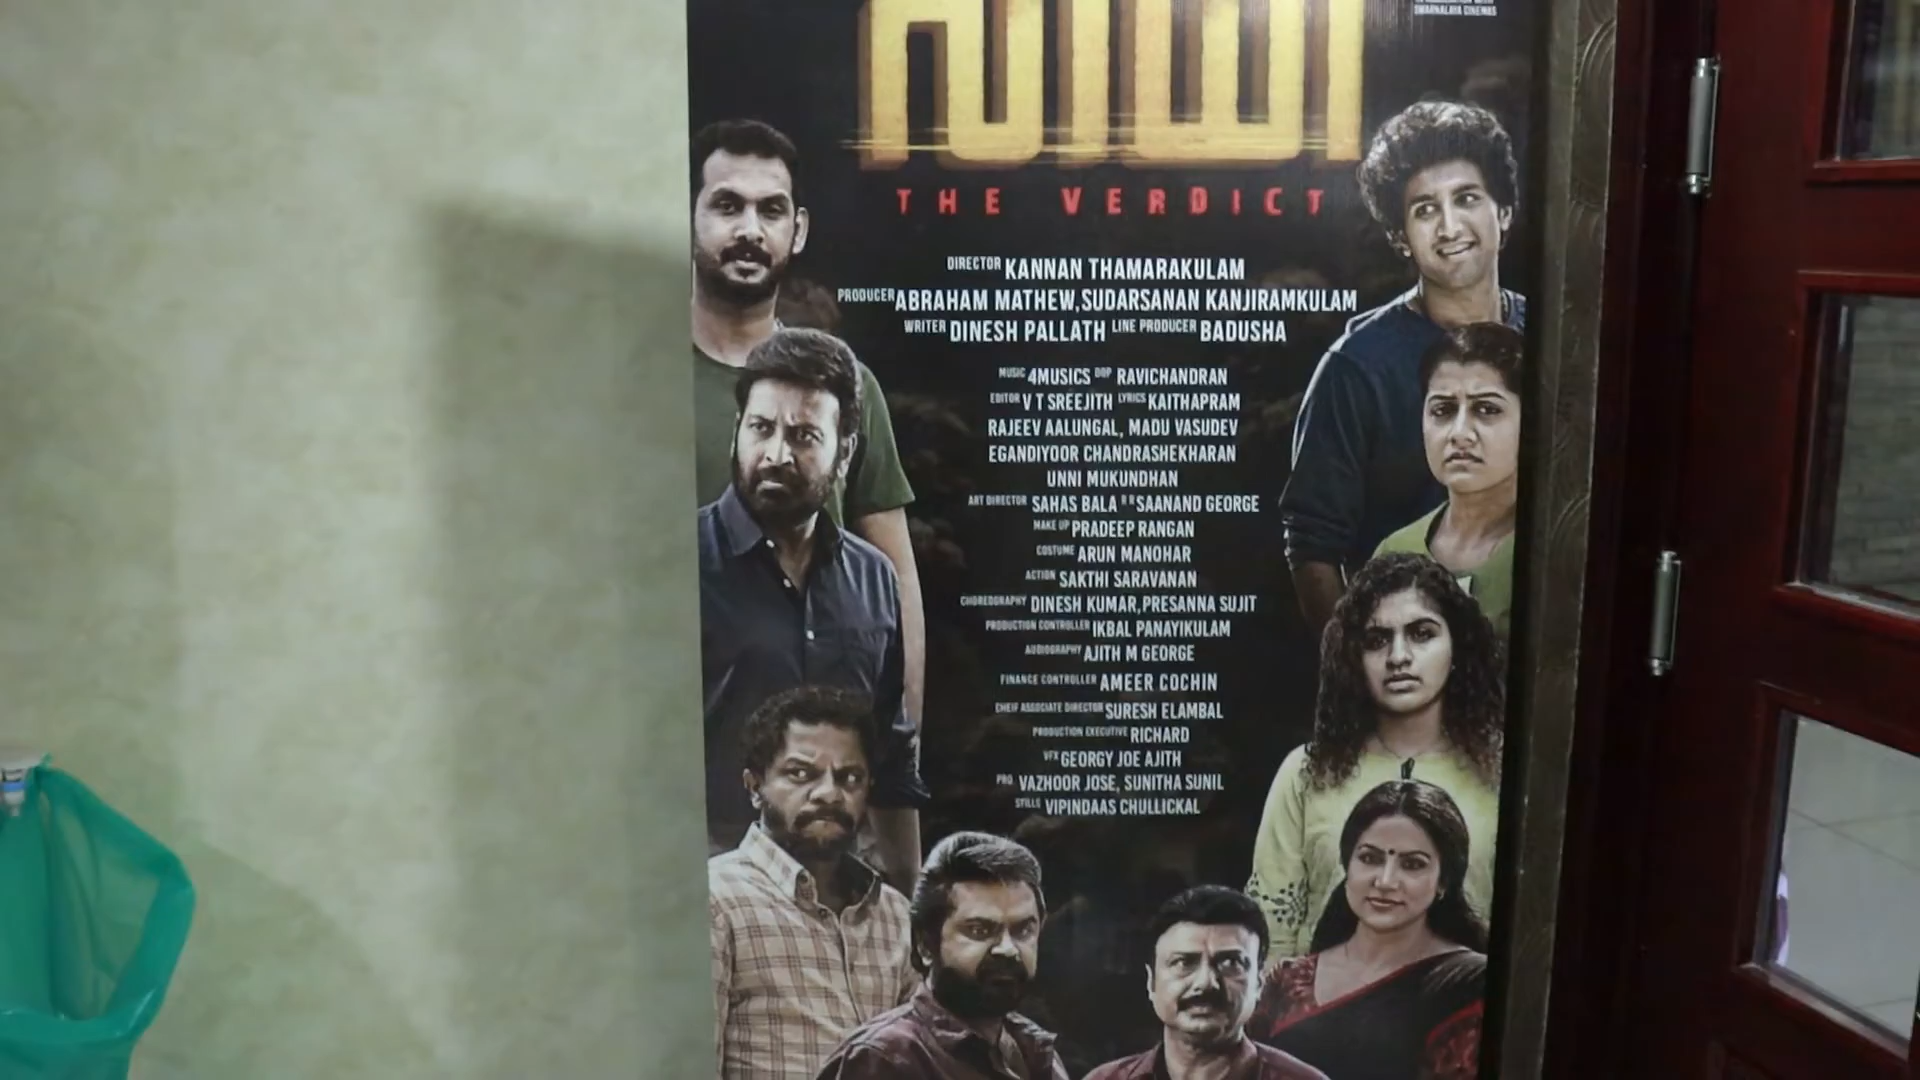 SWARNALAYA CINEMAS
വിധി
THE VERDICT
DIRECTOR KANNAN THAMARAKULAM
PRODUCER ABRAHAM MATHEW, SUDARSANAN KANJIRAMKULAM
WRITER DINESH PALLATH LINE PRODUCER BADUSHA
MUSIC 4MUSICS DOP RAVICHANDRAN
EDITOR V T SREEJITH LYRICS KAITHAPRAM
RAJEEV AALUNGAL, MADU VASUDEV
EGANDIYOOR CHANDRASHEKHARAN
UNNI MUKUNDHAN
ART DIRECTOR SAHAS BALA R R SAANAND GEORGE
MAKE UP PRADEEP RANGAN
COSTUME ARUN MANOHAR
ACTION SAKTHI SARAVANAN
CHOREOGRAPHY DINESH KUMAR, PRESANNA SUJIT
PRODUCTION CONTROLLER IKBAL PANAYIKULAM
AUDIOGRAPHY AJITH M GEORGE
FINANCE CONTROLLER AMEER COCHIN
CHEIF ASSOCIATE DIRECTOR SURESH ELAMBAL
PRODUCTION EXECUTIVE RICHARD
VFX GEORGY JOE AJITH
PRO VAZHOOR JOSE, SUNITHA SUNIL
STILLS VIPINDAAS CHULLICKAL